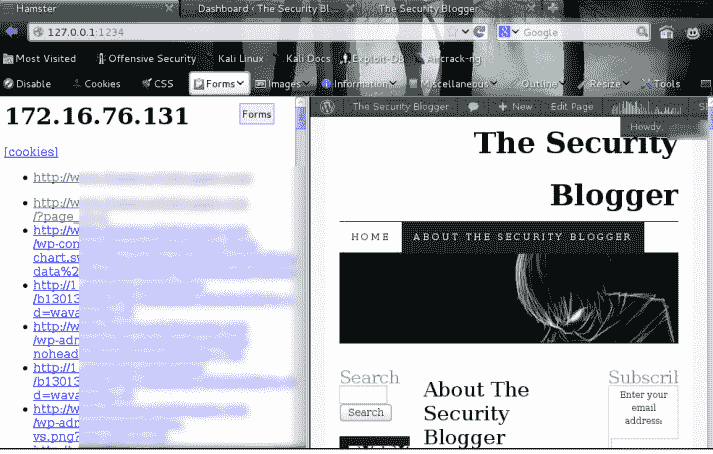 Hamster
Dashboard ‹ The Security Bl...
The Security Blogger
127.0.0.1:1234
Google
Most Visited
Offensive Security
Kali Linux
Kali Docs
Exploit-DB
Aircrack-ng
Disable
Cookies
CSS
Forms
Images
Information
Miscellaneous
Outline
Resize
Tools
172.16.76.131
Forms
[cookies]
http://w
http://w
/?page_
http://w
/wp-con
chart.sw
data%2
http://1
/b13013
d=wava
http://w
/wp-adr
nohead
http://1
/b13013
d=wava
http://w
/wp-adr
vs.png?
The Security Blogger
New
Edit Page
Howdy,
The Security
Blogger
HOME
ABOUT THE SECURITY BLOGGER
Search
Search
About The
Security
Blogger
Subscrib
Enter your
email
address: